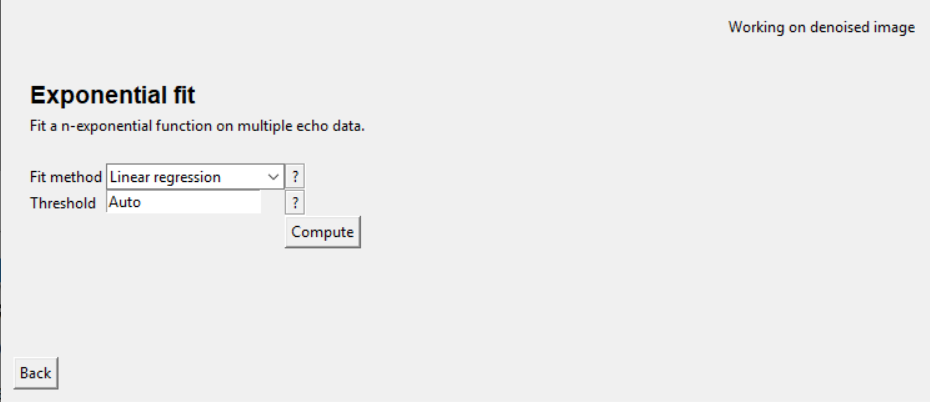 Working on denoised image
Exponential fit
Fit a n-exponential function on multiple echo data.
Fit method Linear regression ?
Threshold Auto ?
Compute
Back